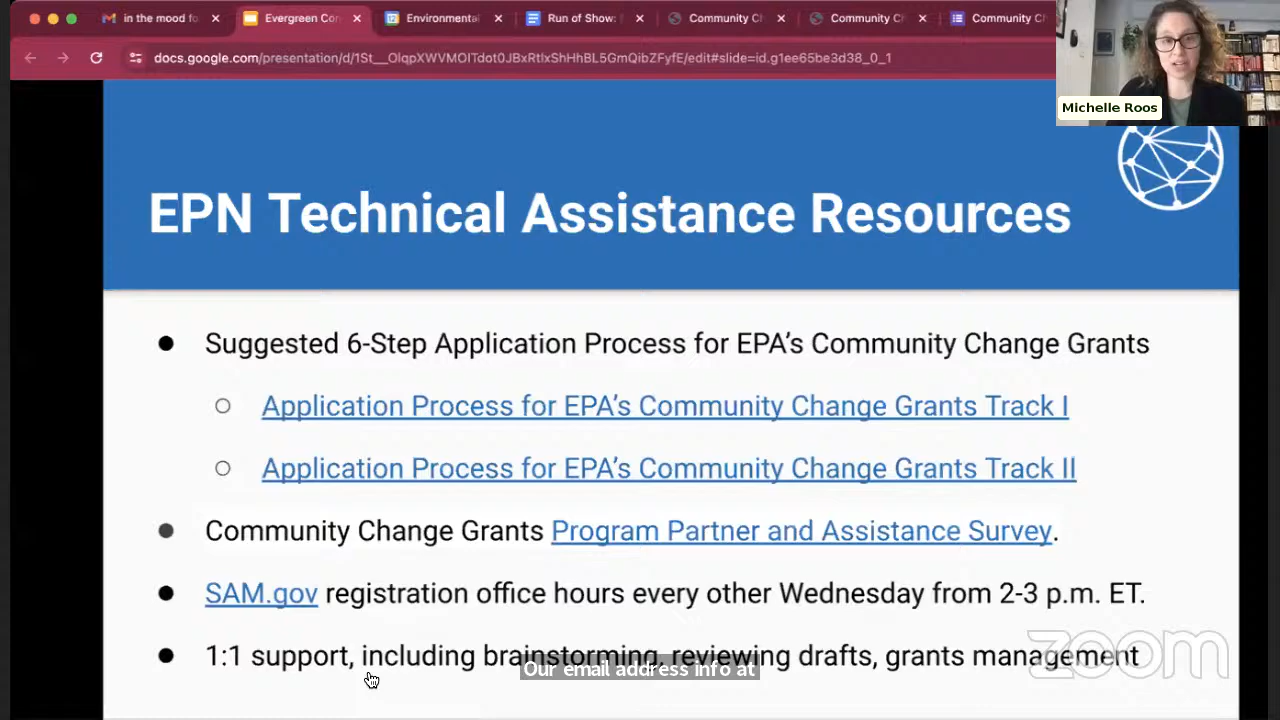 in the mood fo
Evergreen Con
Environmental
Run of Show:
Community C
Community C
Community Ch
docs.google.com/presentation/d/1St__OlqpXWVMOITdot0JBxRtlxShHhBL5GmQibZFyfE/edit#slide=id.g1ee65be3d38_0_1
Michelle Roos
EPN Technical Assistance Resources
Suggested 6-Step Application Process for EPA's Community Change Grants
Application Process for EPA's Community Change Grants Track I
Application Process for EPA's Community Change Grants Track II
Community Change Grants Program Partner and Assistance Survey.
SAM.gov registration office hours every other Wednesday from 2-3 p.m. ET.
1:1 support, including brainstorming, reviewing drafts, grants management
Our email address info at
zoom